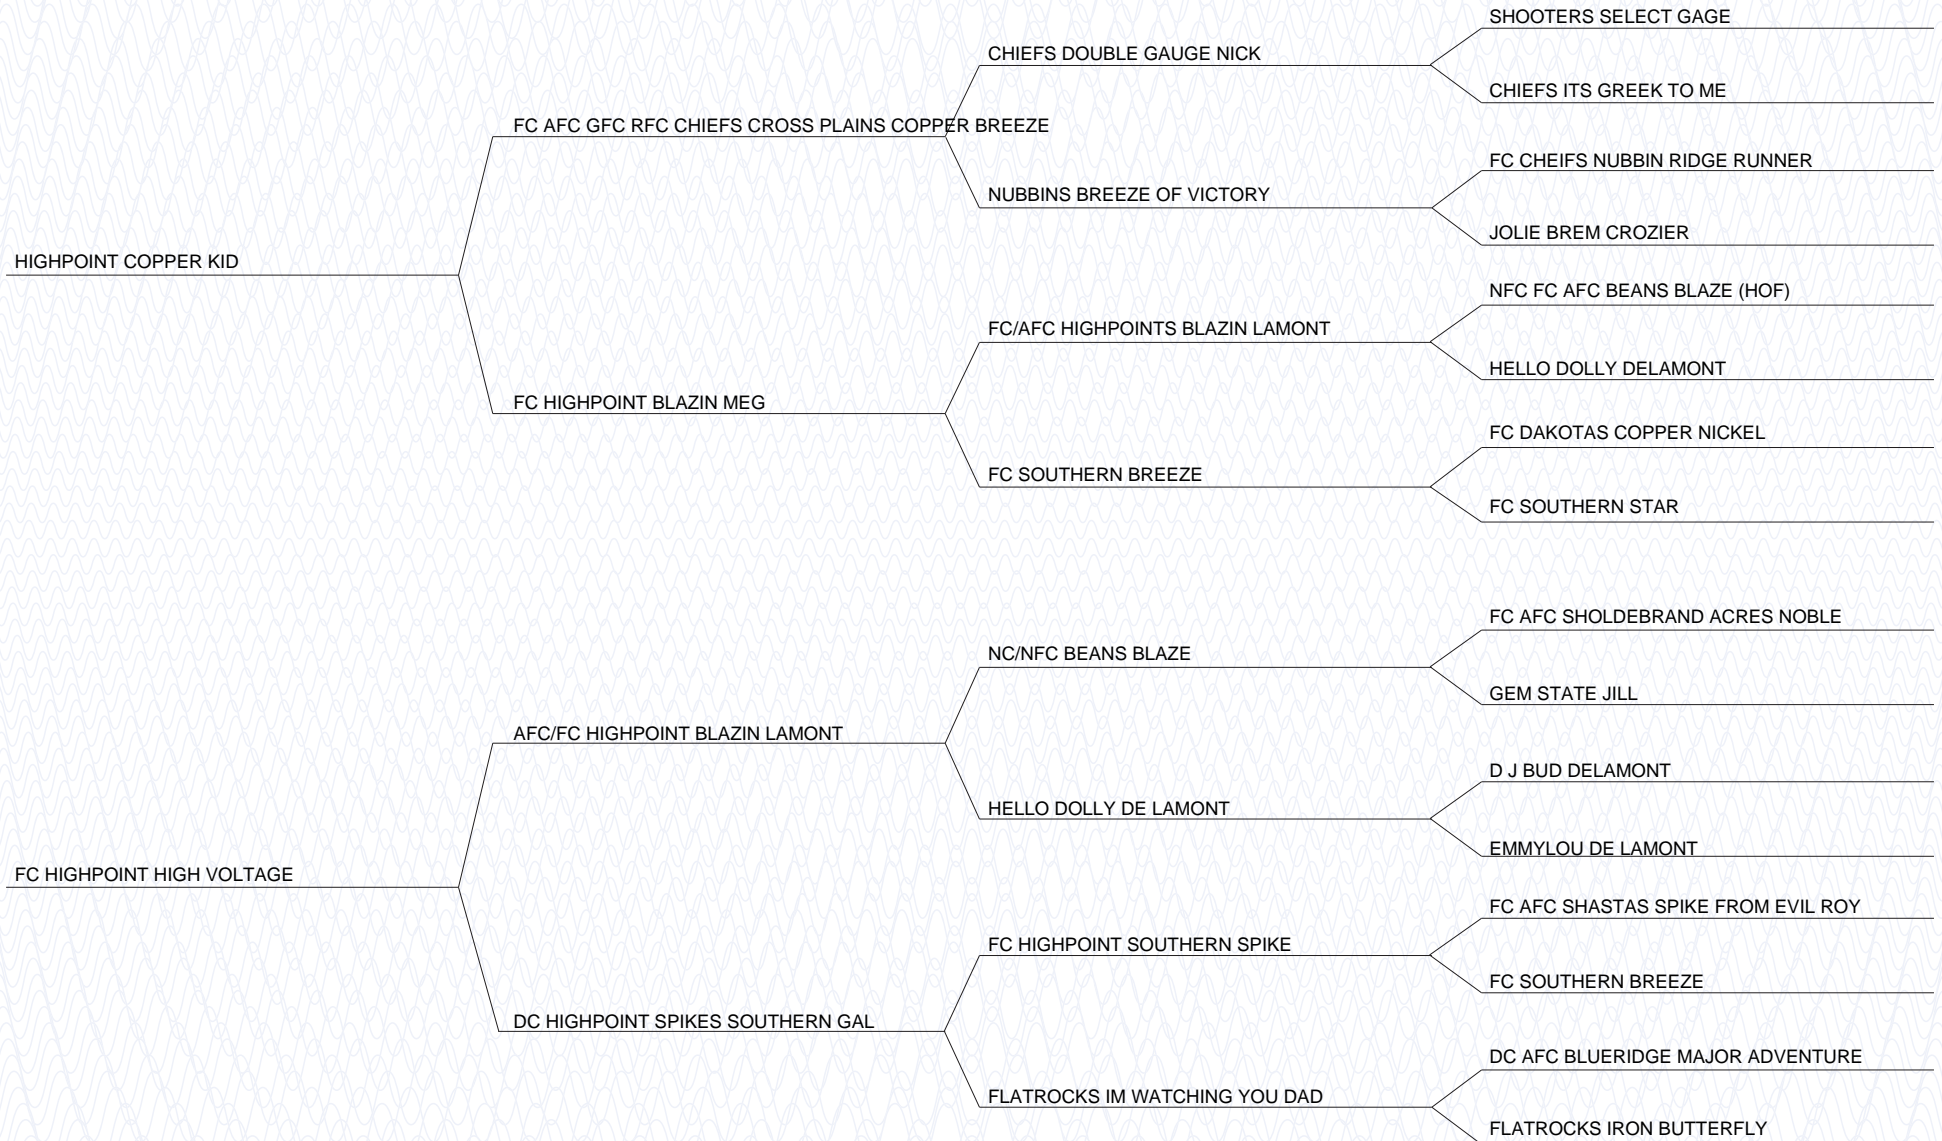 SHOOTERS SELECT GAGE
CHIEFS DOUBLE GAUGE NICK
CHIEFS ITS GREEK TO ME
FC AFC GFC RFC CHIEFS CROSS PLAINS COPPER BREEZE
FC CHEIFS NUBBIN RIDGE RUNNER
NUBBINS BREEZE OF VICTORY
JOLIE BREM CROZIER
HIGHPOINT COPPER KID
NFC FC AFC BEANS BLAZE (HOF)
FC/AFC HIGHPOINTS BLAZIN LAMONT
HELLO DOLLY DELAMONT
FC HIGHPOINT BLAZIN MEG
FC DAKOTAS COPPER NICKEL
FC SOUTHERN BREEZE
FC SOUTHERN STAR
FC AFC SHOLDEBRAND ACRES NOBLE
NC/NFC BEANS BLAZE
GEM STATE JILL
AFC/FC HIGHPOINT BLAZIN LAMONT
D J BUD DELAMONT
HELLO DOLLY DE LAMONT
EMMYLOU DE LAMONT
FC HIGHPOINT HIGH VOLTAGE
FC AFC SHASTAS SPIKE FROM EVIL ROY
FC HIGHPOINT SOUTHERN SPIKE
FC SOUTHERN BREEZE
DC HIGHPOINT SPIKES SOUTHERN GAL
DC AFC BLUERIDGE MAJOR ADVENTURE
FLATROCKS IM WATCHING YOU DAD
FLATROCKS IRON BUTTERFLY